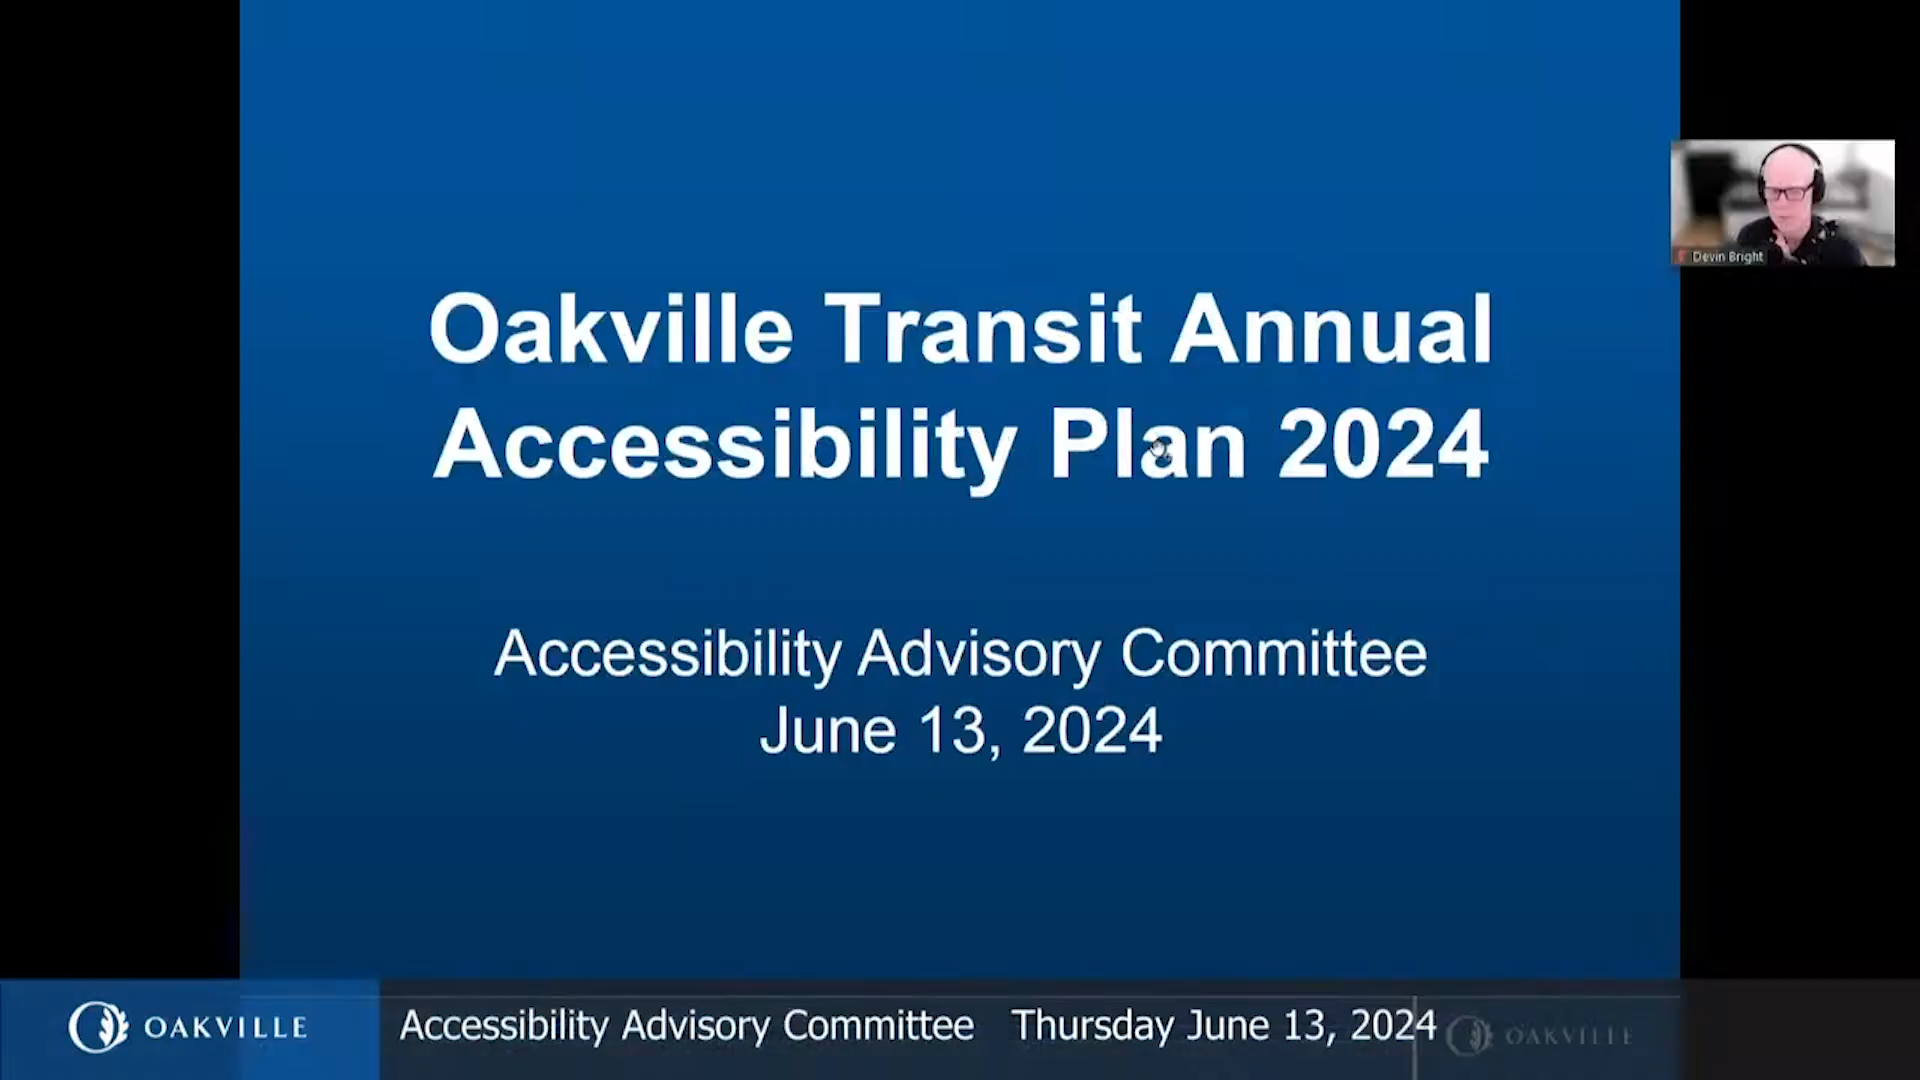 Oakville Transit Annual
Accessibility Plan 2024
Accessibility Advisory Committee
June 13, 2024
Devin Bright
OAKVILLE
Accessibility Advisory Committee Thursday June 13, 2024
OAKVILLE